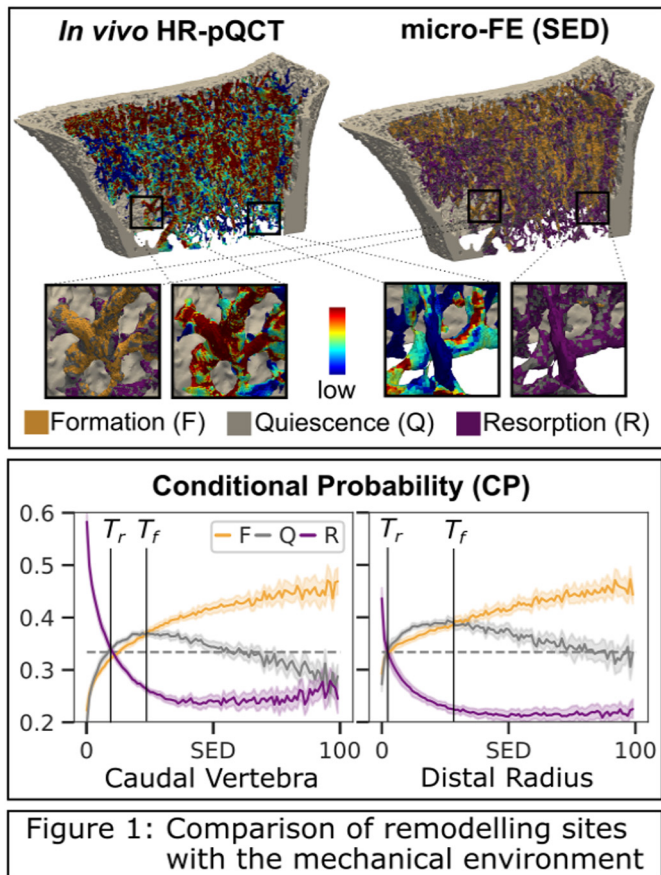 In vivo HR-pQCT
micro-FE (SED)
low
Formation (F)
Quiescence (Q)
Resorption (R)
Conditional Probability (CP)
0.6
0.5
0.4
0.3
0.2
Tr
Tf
F
Q
R
0
SED
100
Caudal Vertebra
Tr
Tf
0
SED
100
Distal Radius
Figure 1: Comparison of remodelling sites
with the mechanical environment